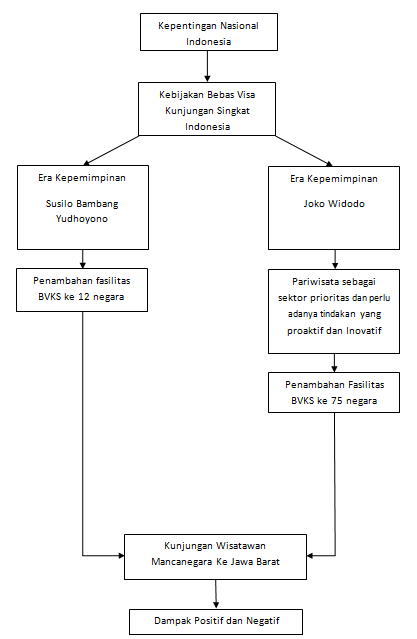 Kepentingan Nasional
Indonesia
Kebijakan Bebas Visa
Kunjungan Singkat
Indonesia
Era Kepemimpinan
Susilo Bambang
Yudhoyono
Era Kepemimpinan
Joko Widodo
Penambahan fasilitas
BVKS ke 12 negara
Pariwisata sebagai
sektor prioritas dan perlu
adanya tindakan yang
proaktif dan Inovatif
Penambahan Fasilitas
BVKS ke 75 negara
Kunjungan Wisatawan
Mancanegara Ke Jawa Barat
Dampak Positif dan Negatif